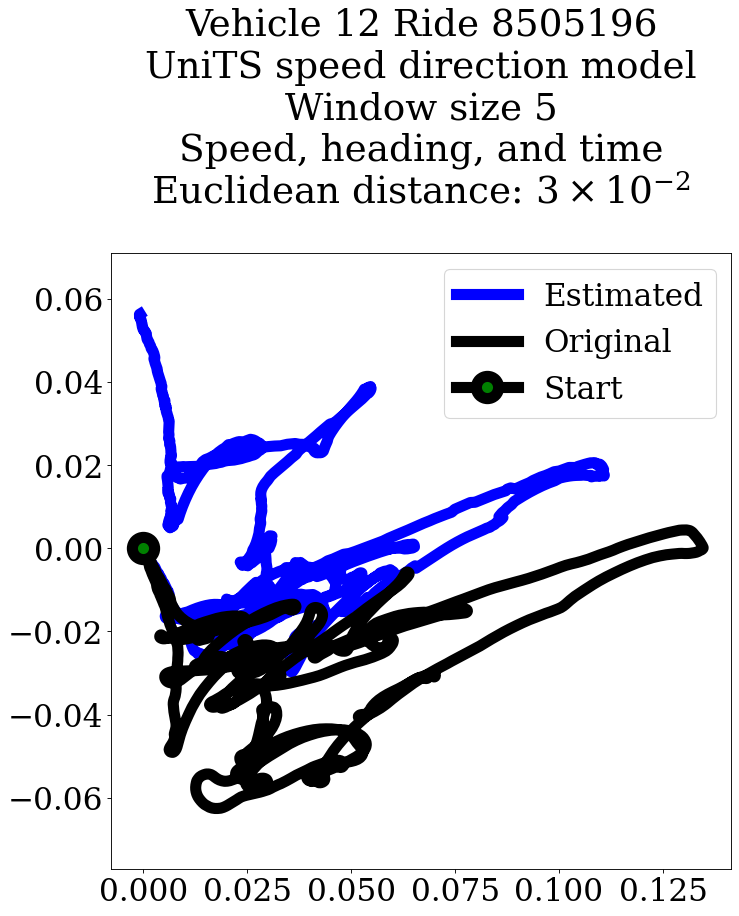 Vehicle 12 Ride 8505196
UniTS speed direction model
Window size 5
Speed, heading, and time
Euclidean distance: 3 × 10⁻²
Estimated
Original
Start
0.06
0.04
0.02
0.00
−0.02
−0.04
−0.06
0.000 0.025 0.050 0.075 0.100 0.125